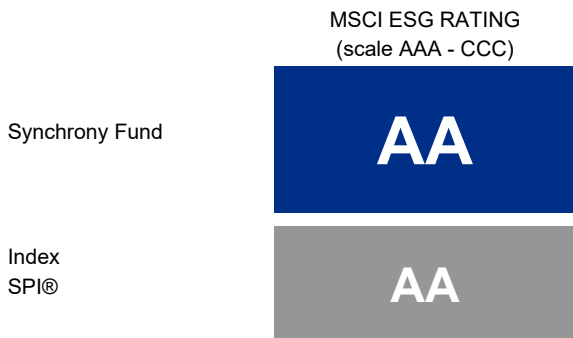 MSCI ESG RATING
(scale AAA - CCC)
Synchrony Fund
AA
Index
SPI®
AA